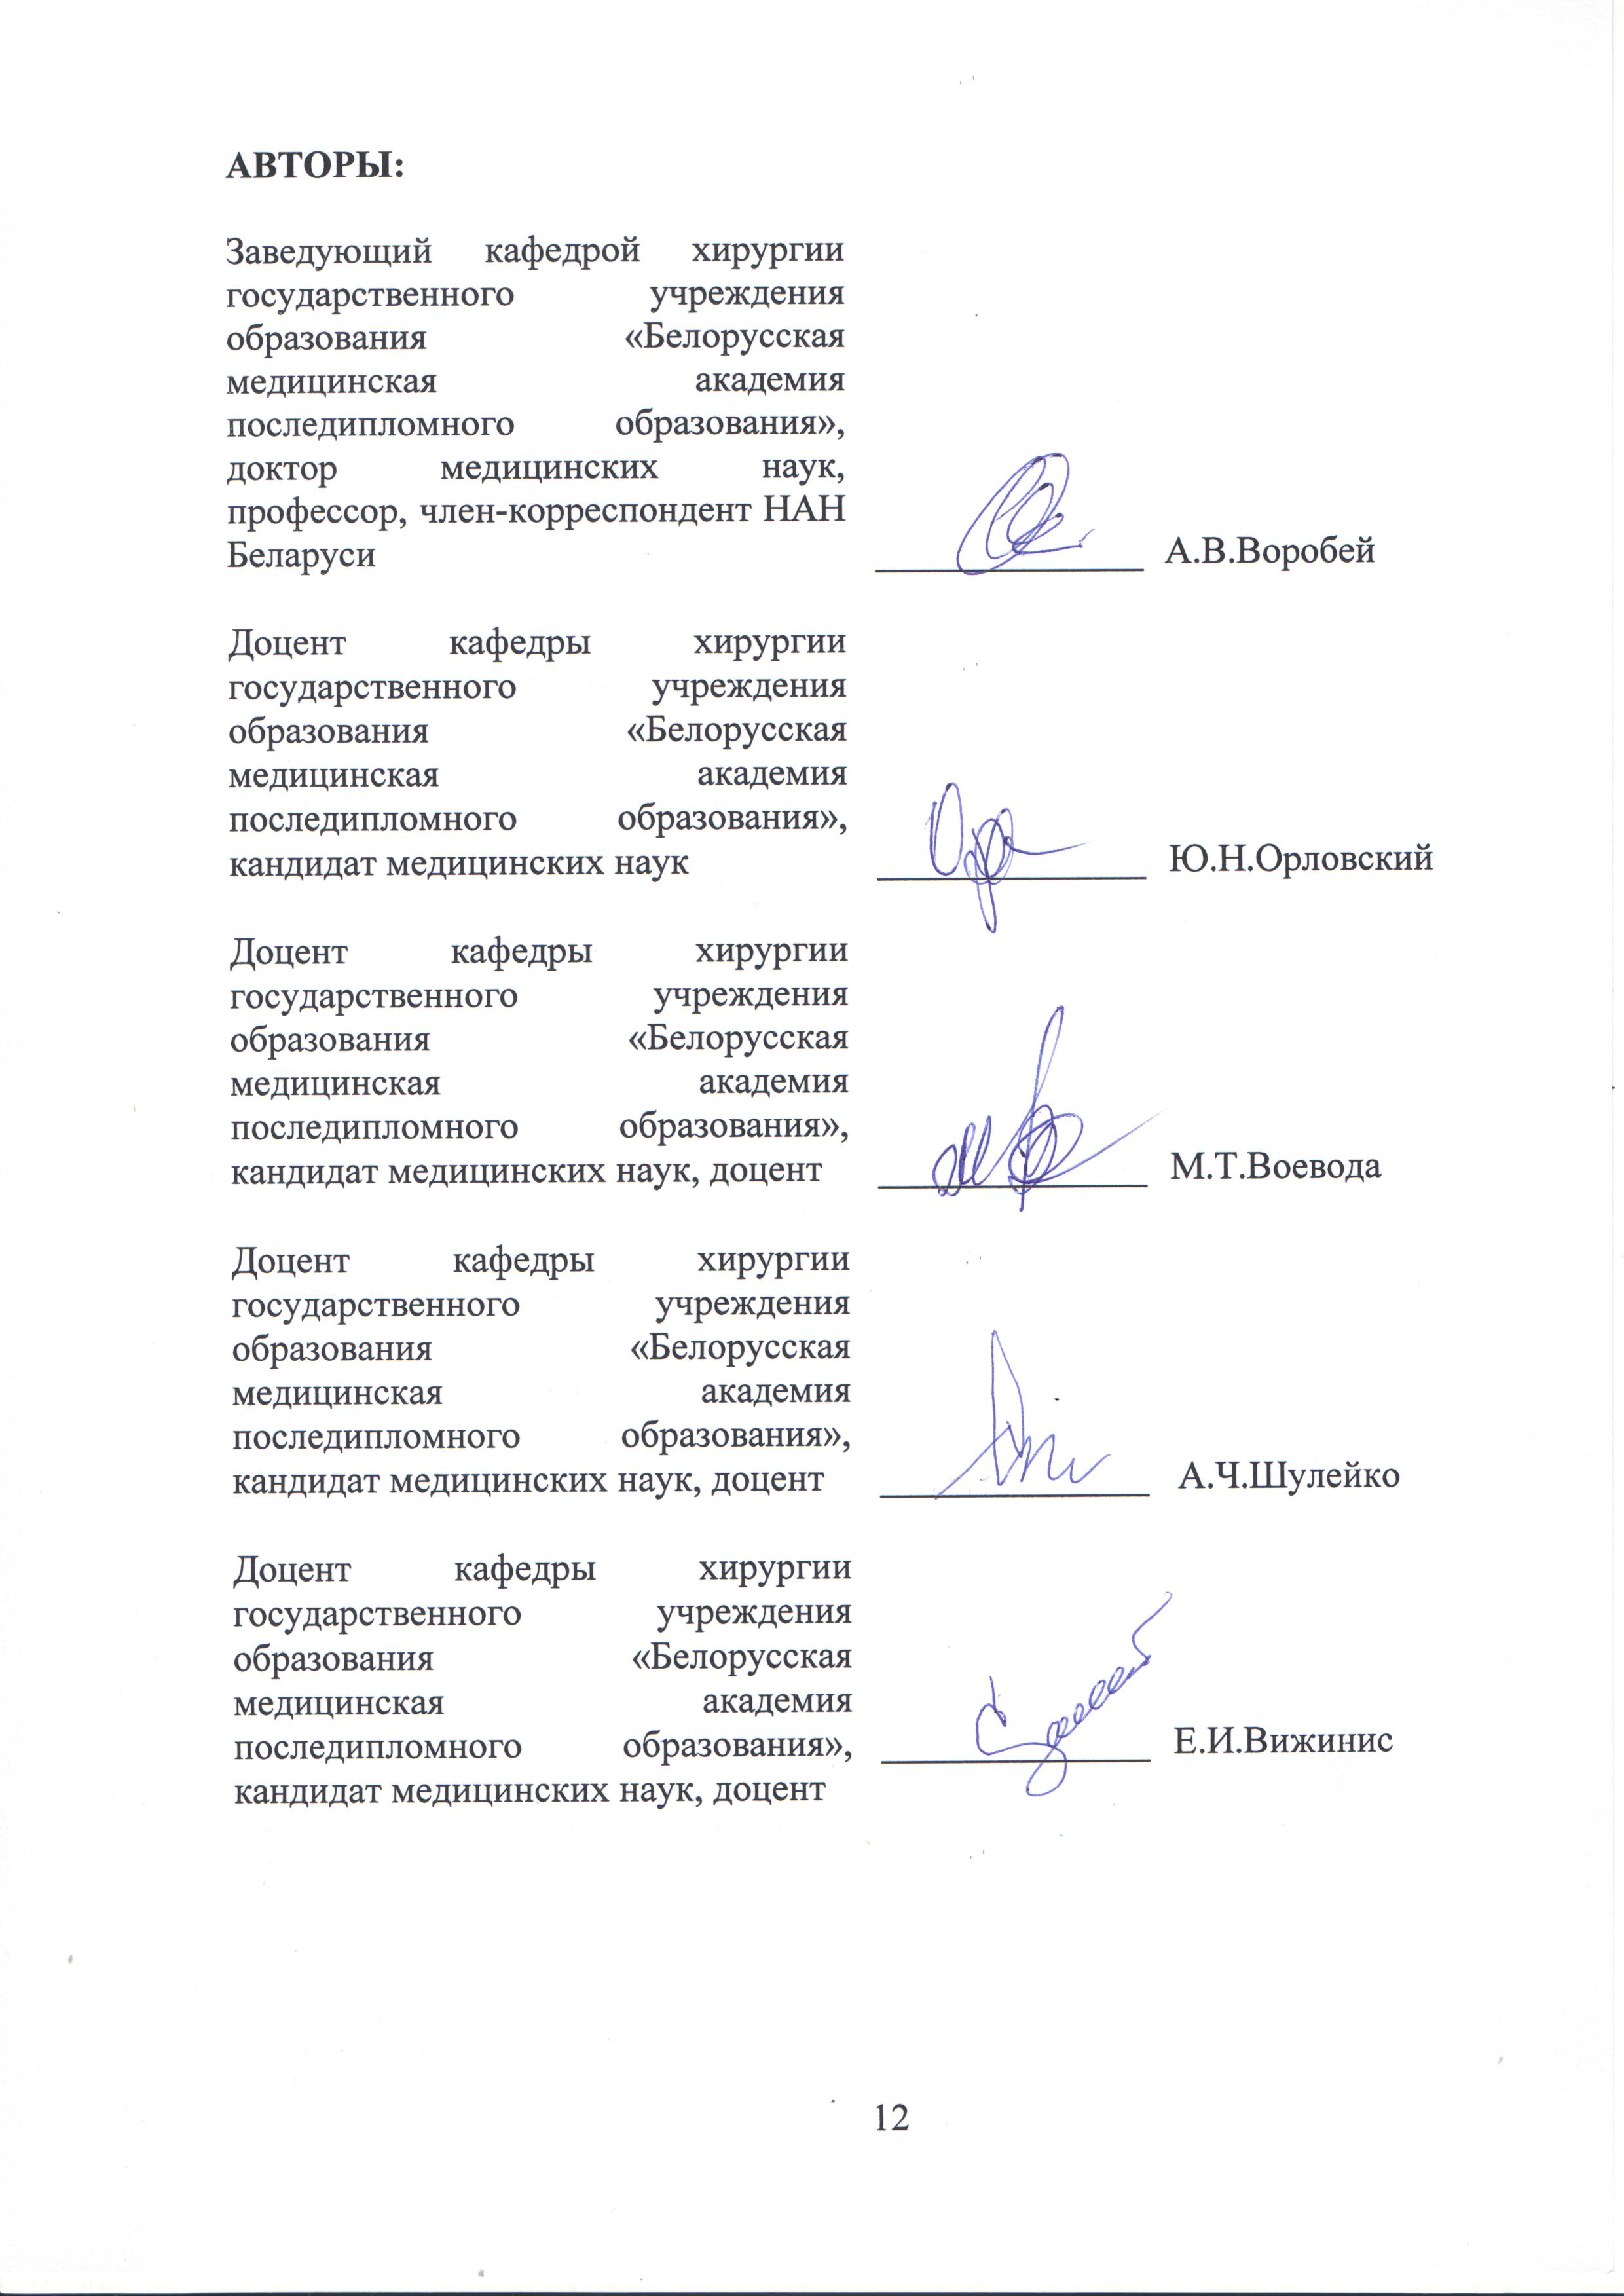 АВТОРЫ:
Заведующий кафедрой хирургии
государственного учреждения
образования «Белорусская
медицинская академия
последипломного образования»,
доктор медицинских наук,
профессор, член-корреспондент НАН
Беларуси А.В.Воробей
Доцент кафедры хирургии
государственного учреждения
образования «Белорусская
медицинская академия
последипломного образования»,
кандидат медицинских наук Ю.Н.Орловский
Доцент кафедры хирургии
государственного учреждения
образования «Белорусская
медицинская академия
последипломного образования»,
кандидат медицинских наук, доцент М.Т.Воевода
Доцент кафедры хирургии
государственного учреждения
образования «Белорусская
медицинская академия
последипломного образования»,
кандидат медицинских наук, доцент А.Ч.Шулейко
Доцент кафедры хирургии
государственного учреждения
образования «Белорусская
медицинская академия
последипломного образования», Е.И.Вижинис
кандидат медицинских наук, доцент
12